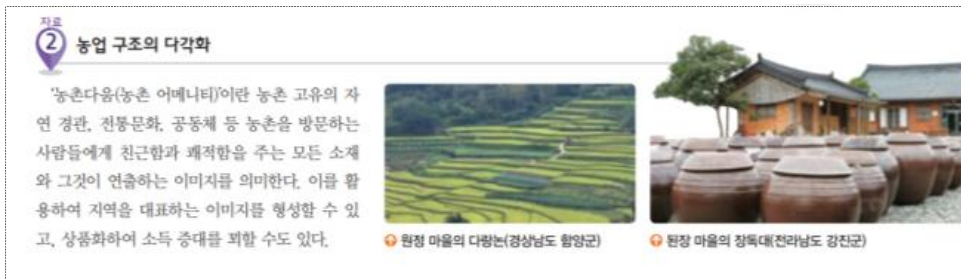 자료
2 농업 구조의 다각화
'농촌다움(농촌 어메니티)'이란 농촌 고유의 자
연 경관, 전통문화, 공동체 등 농촌을 방문하는
사람들에게 친근함과 쾌적함을 주는 모든 소재
와 그것이 연출하는 이미지를 의미한다. 이를 활
용하여 지역을 대표하는 이미지를 형성할 수 있
고, 상품화하여 소득 증대를 꾀할 수도 있다.
원정 마을의 다랑논(경상남도 함양군)
된장 마을의 장독대(전라남도 강진군)